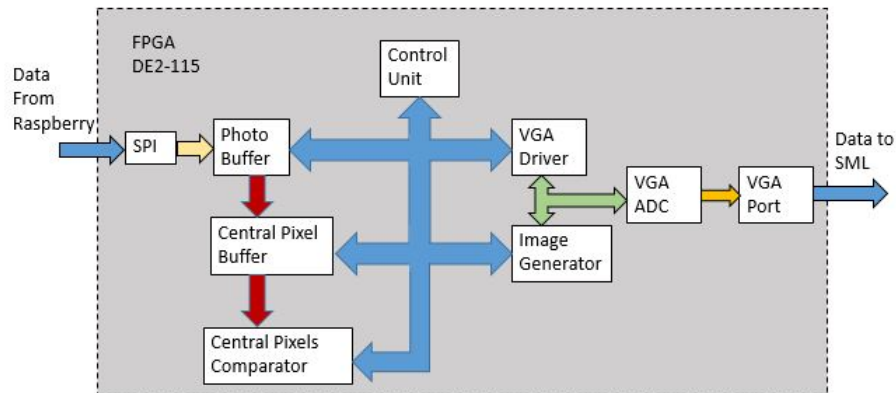 FPGA
DE2-115
Data
From
Raspberry
SPI
Photo
Buffer
Control
Unit
VGA
Driver
VGA
ADC
VGA
Port
Data to
SML
Central Pixel
Buffer
Image
Generator
Central Pixels
Comparator